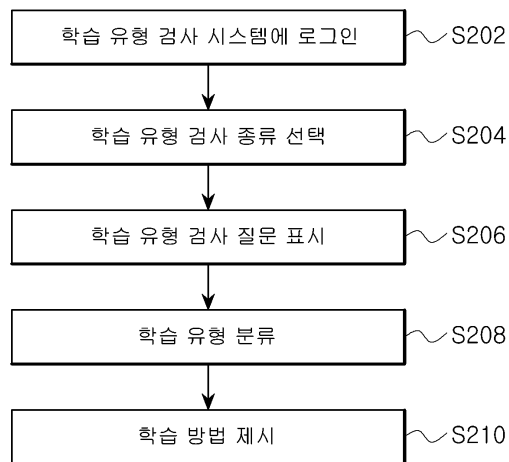 학습 유형 검사 시스템에 로그인 S202
학습 유형 검사 종류 선택 S204
학습 유형 검사 질문 표시 S206
학습 유형 분류 S208
학습 방법 제시 S210